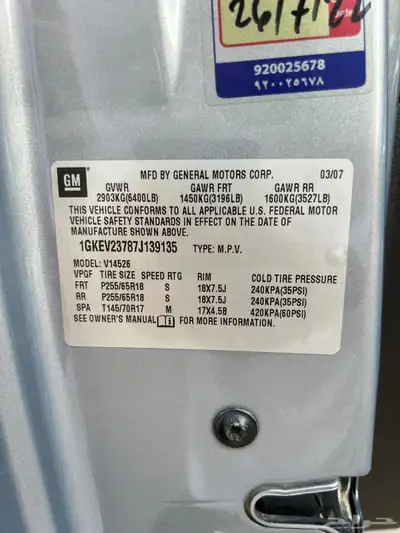 26/7/22
920025678
٩٢٠٠٢٥٦٧٨
GM
MFD BY GENERAL MOTORS CORP. 03/07
GVWR GAWR FRT GAWR RR
2903KG(6400LB) 1450KG(3196LB) 1600KG(3527LB)
THIS VEHICLE CONFORMS TO ALL APPLICABLE U.S. FEDERAL MOTOR
VEHICLE SAFETY STANDARDS IN EFFECT ON THE DATE OF
MANUFACTURE SHOWN ABOVE.
1GKEV23787J139135 TYPE: M.P.V.
MODEL: V14526
VPGF TIRE SIZE SPEED RTG RIM COLD TIRE PRESSURE
FRT P255/65R18 S 18X7.5J 240KPA(35PSI)
RR P255/65R18 S 18X7.5J 240KPA(35PSI)
SPA T145/70R17 M 17X4.5B 420KPA(60PSI)
SEE OWNER'S MANUAL FOR MORE INFORMATION.
حراج